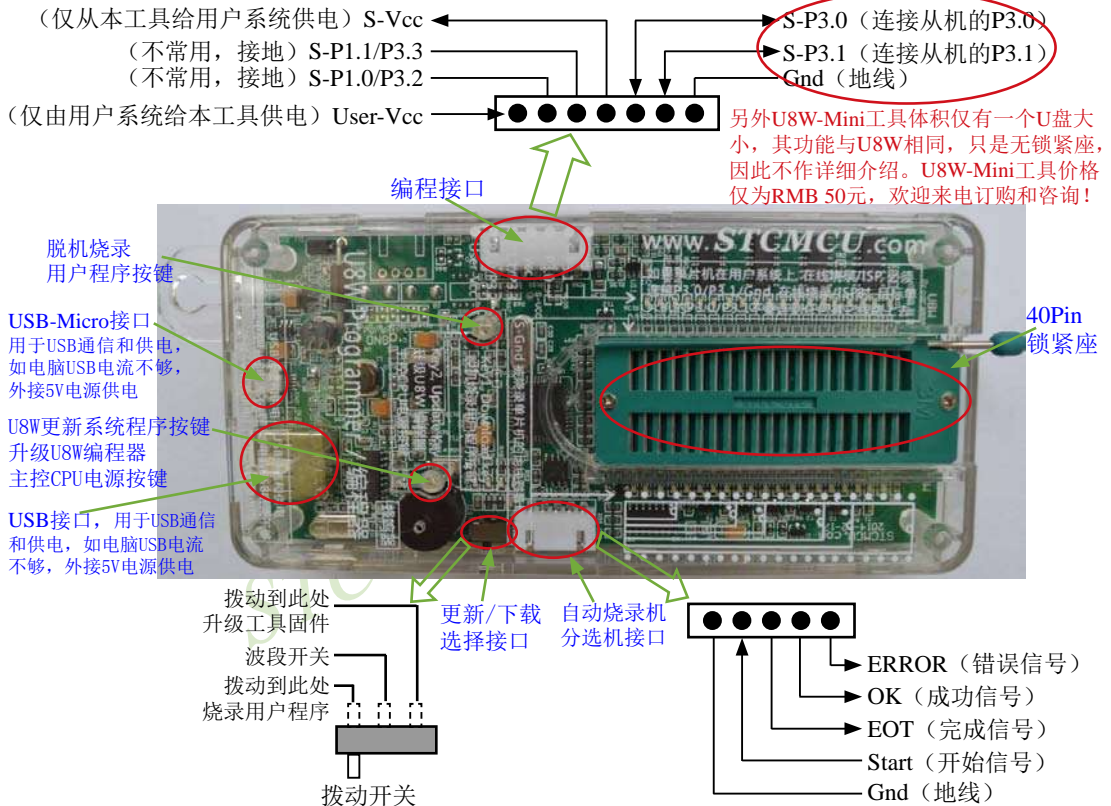 （仅从本工具给用户系统供电）S-Vcc
（不常用，接地）S-P1.1/P3.3
（不常用，接地）S-P1.0/P3.2
（仅由用户系统给本工具供电）User-Vcc
S-P3.0（连接从机的P3.0）
S-P3.1（连接从机的P3.1）
Gnd（地线）
另外U8W-Mini工具体积仅有一个U盘大
小，其功能与U8W相同，只是无锁紧座，
因此不作详细介绍。U8W-Mini工具价格
仅为RMB 50元，欢迎来电订购和咨询！
编程接口
脱机烧录
用户程序按键
USB-Micro接口
用于USB通信和供电，
如电脑USB电流不够，
外接5V电源供电
U8W更新系统程序按键
升级U8W编程器
主控CPU电源按键
USB接口，用于USB通信
和供电，如电脑USB电流
不够，外接5V电源供电
www.STCMCU.com
U8W Programmer
40Pin
锁紧座
STC
拨动到此处
升级工具固件
波段开关
拨动到此处
烧录用户程序
拨动开关
更新/下载
选择接口
自动烧录机
分选机接口
ERROR（错误信号）
OK（成功信号）
EOT（完成信号）
Start（开始信号）
Gnd（地线）